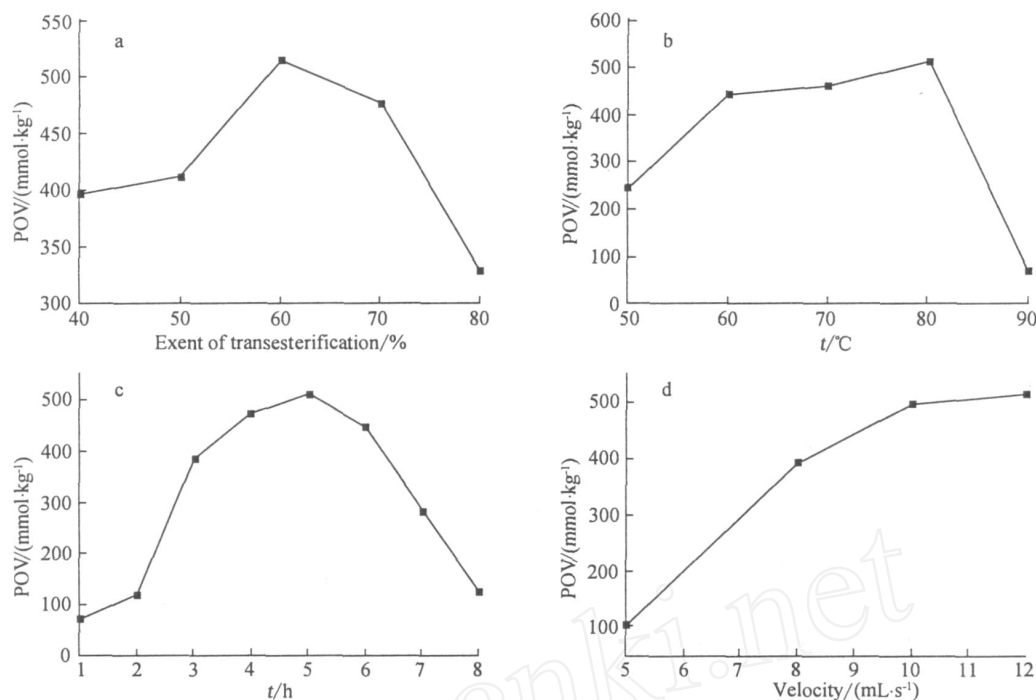 a
POV/(mmol·kg⁻¹)
550
500
450
400
350
300
40 50 60 70 80
Exent of transesterification/%
b
POV/(mmol·kg⁻¹)
600
500
400
300
200
100
0
50 60 70 80 90
t/℃
c
POV/(mmol·kg⁻¹)
500
400
300
200
100
0
1 2 3 4 5 6 7 8
t/h
d
POV/(mmol·kg⁻¹)
500
400
300
200
100
5 6 7 8 9 10 11 12
Velocity/(mL·s⁻¹)
anki.net